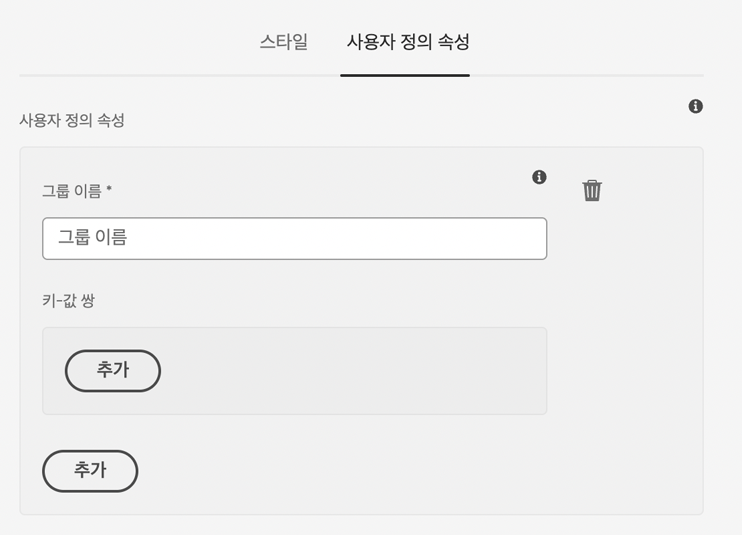 스타일 사용자 정의 속성
사용자 정의 속성
그룹 이름 *
그룹 이름
키-값 쌍
추가
추가